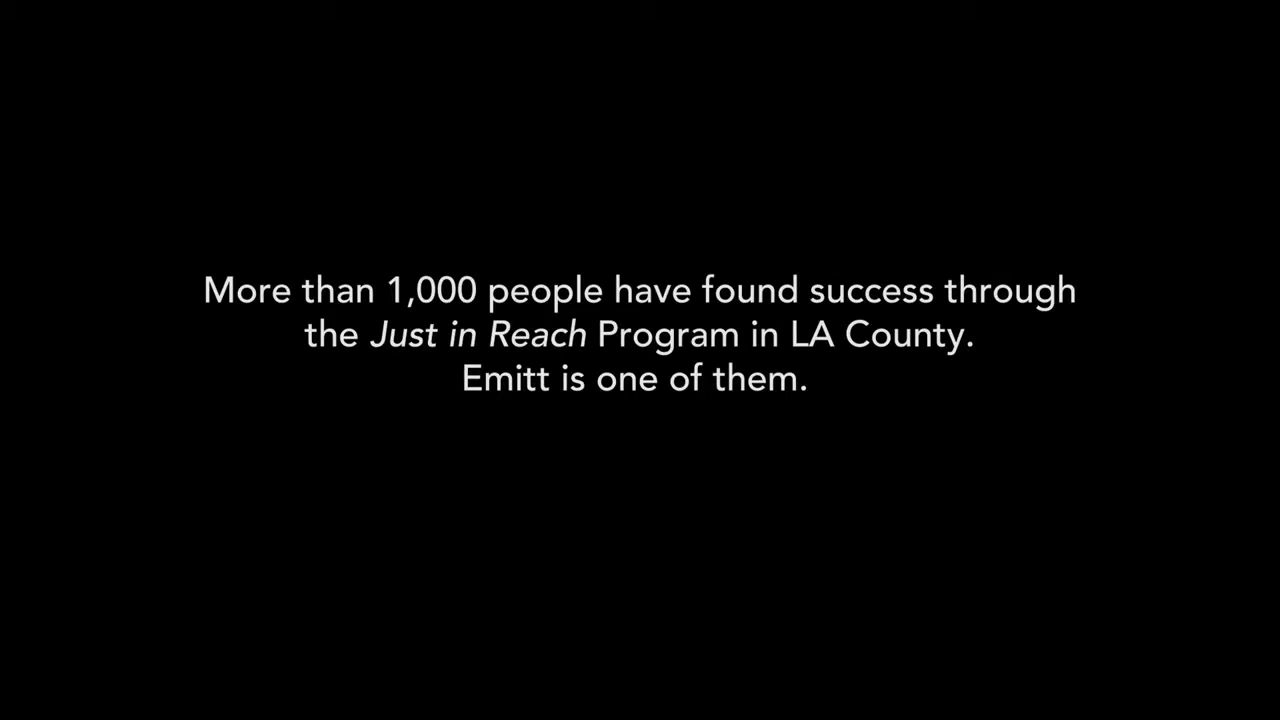 More than 1,000 people have found success through
the Just in Reach Program in LA County.
Emitt is one of them.